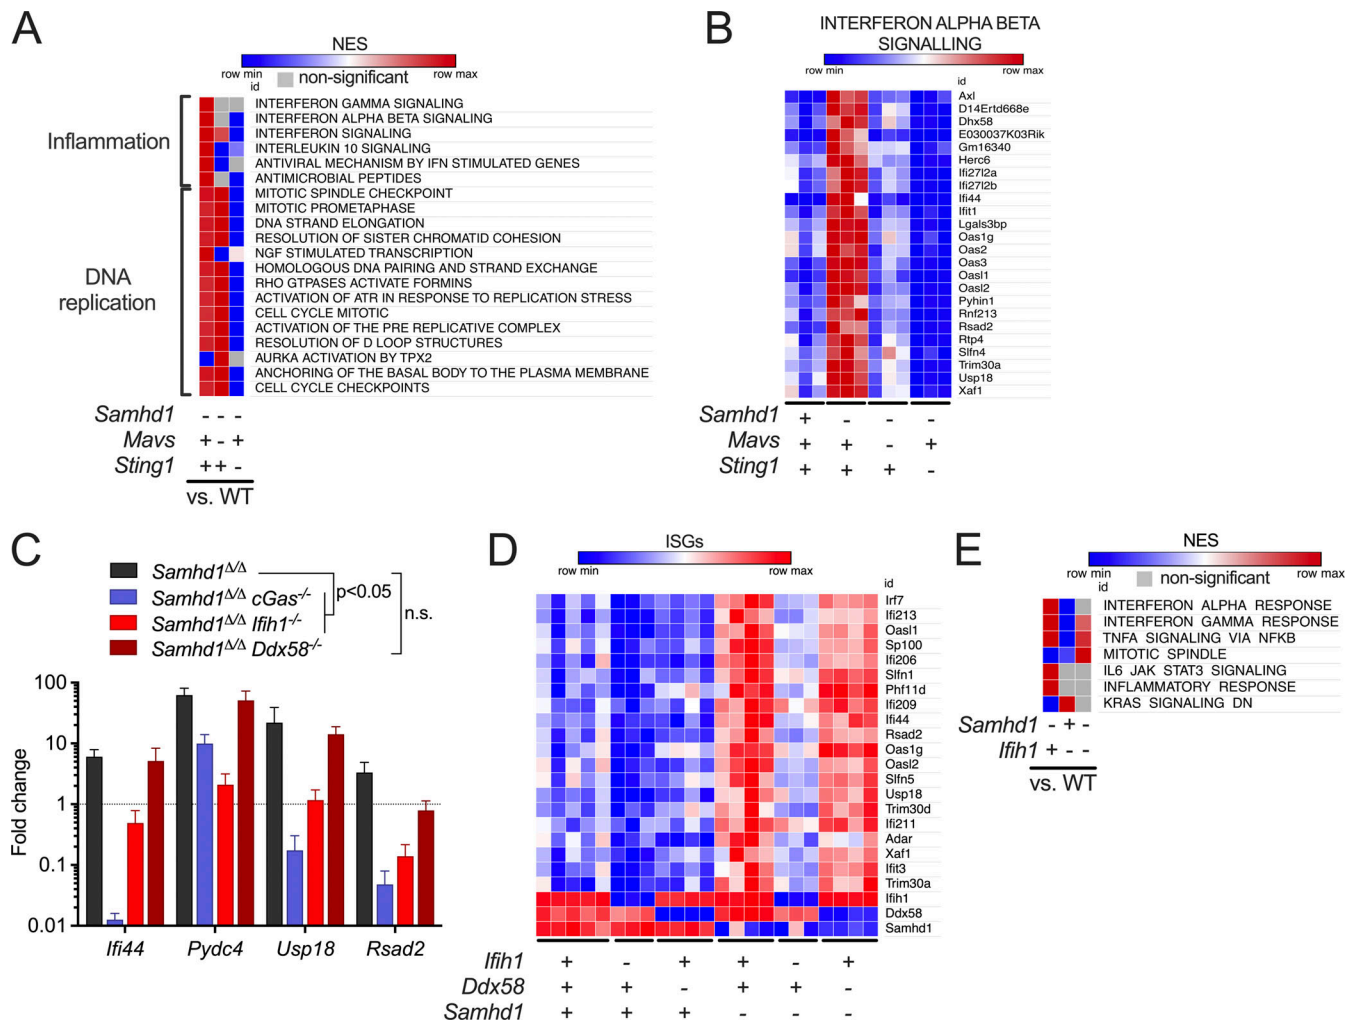 A
NES
row min
row max
id
non-significant
Inflammation
INTERFERON GAMMA SIGNALING
INTERFERON ALPHA BETA SIGNALING
INTERFERON SIGNALING
INTERLEUKIN 10 SIGNALING
ANTIVIRAL MECHANISM BY IFN STIMULATED GENES
ANTIMICROBIAL PEPTIDES
DNA
replication
MITOTIC SPINDLE CHECKPOINT
MITOTIC PROMETAPHASE
DNA STRAND ELONGATION
RESOLUTION OF SISTER CHROMATID COHESION
NGF STIMULATED TRANSCRIPTION
HOMOLOGOUS DNA PAIRING AND STRAND EXCHANGE
RHO GTPASES ACTIVATE FORMINS
ACTIVATION OF ATR IN RESPONSE TO REPLICATION STRESS
CELL CYCLE MITOTIC
ACTIVATION OF THE PRE REPLICATIVE COMPLEX
RESOLUTION OF D LOOP STRUCTURES
AURKA ACTIVATION BY TPX2
ANCHORING OF THE BASAL BODY TO THE PLASMA MEMBRANE
CELL CYCLE CHECKPOINTS
Samhd1 - - -
Mavs + - +
Sting1 + + -
vs. WT
B
INTERFERON ALPHA BETA
SIGNALLING
row min
row max
id
Axl
D14Ertd668e
Dhx58
E030037K03Rik
Gm16340
Herc6
Ifi27l2a
Ifi27l2b
Ifi44
Ifit1
Lgals3bp
Oas1g
Oas2
Oas3
Oasl1
Oasl2
Pyhin1
Rnf213
Rsad2
Rtp4
Slfn4
Trim30a
Usp18
Xaf1
Samhd1 + - - -
Mavs + + - +
Sting1 + + + -
C
Samhd1Δ/Δ
Samhd1Δ/Δ cGas-/-
Samhd1Δ/Δ Ifih1-/-
Samhd1Δ/Δ Ddx58-/-
p<0.05
n.s.
Fold change
100
10
1
0.1
0.01
Ifi44 Pydc4 Usp18 Rsad2
D
ISGs
row min
row max
id
Irf7
Ifi213
Oasl1
Sp100
Ifi206
Slfn1
Phf11d
Ifi209
Ifi44
Rsad2
Oas1g
Oasl2
Slfn5
Usp18
Trim30d
Ifi211
Adar
Xaf1
Ifit3
Trim30a
Ifih1
Ddx58
Samhd1
Ifih1 + - + + - +
Ddx58 + + - + + -
Samhd1 + + + - - -
E
NES
row min
row max
id
non-significant
INTERFERON ALPHA RESPONSE
INTERFERON GAMMA RESPONSE
TNFA SIGNALING VIA NFKB
MITOTIC SPINDLE
IL6 JAK STAT3 SIGNALING
INFLAMMATORY RESPONSE
KRAS SIGNALING DN
Samhd1 - + -
Ifih1 + - -
vs. WT